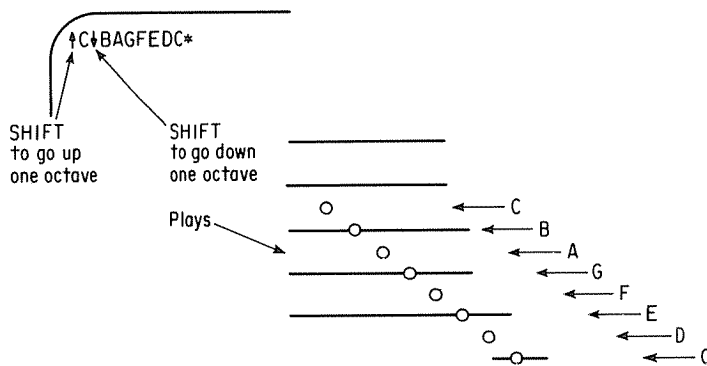 ↑C↓BAGFEDC*
SHIFT
to go up
one octave
SHIFT
to go down
one octave
Plays
C
B
A
G
F
E
D
C